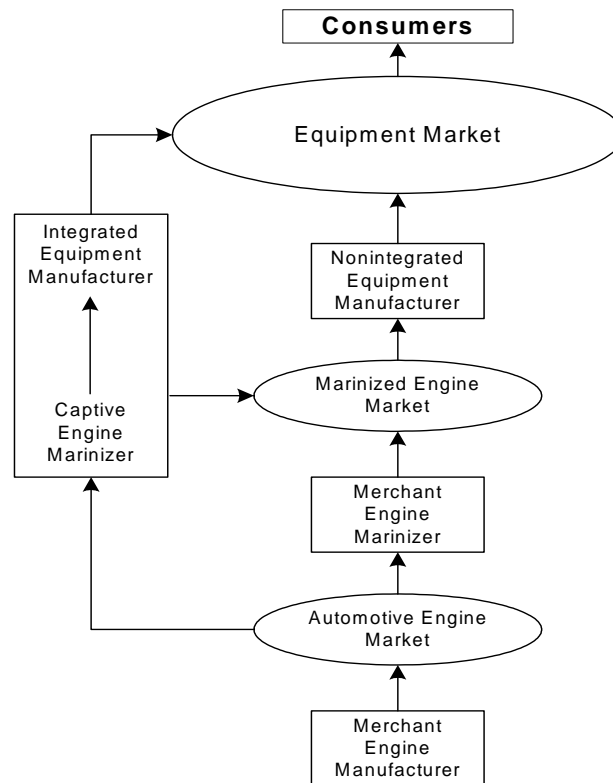 Consumers
Equipment Market
Integrated
Equipment
Manufacturer
Nonintegrated
Equipment
Manufacturer
Captive
Engine
Marinizer
Marinized Engine
Market
Merchant
Engine
Marinizer
Automotive Engine
Market
Merchant
Engine
Manufacturer